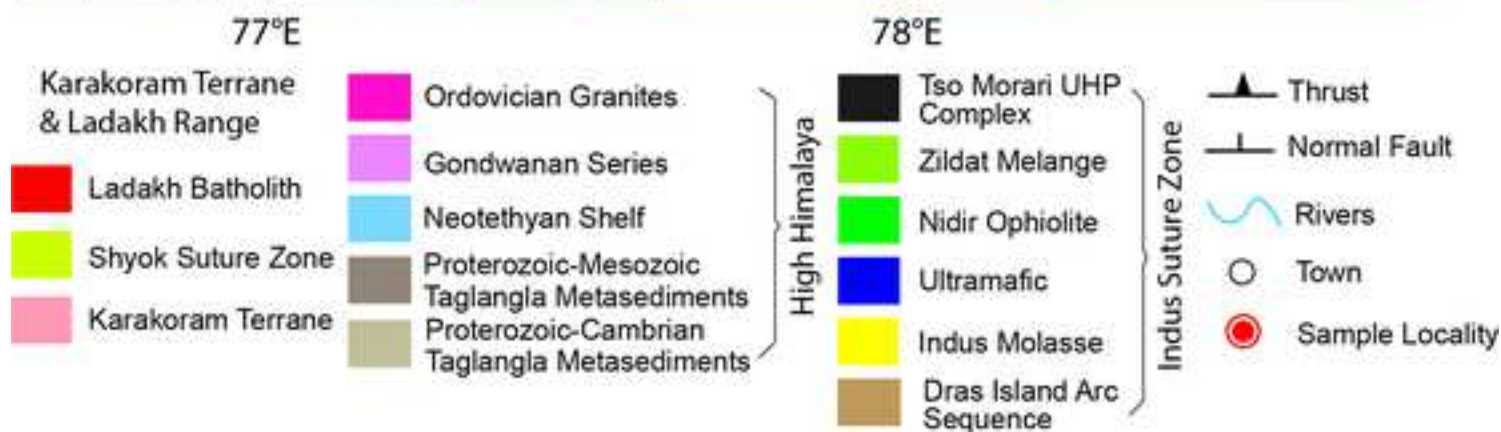 77°E
78°E
Karakoram Terrane
& Ladakh Range
Ladakh Batholith
Shyok Suture Zone
Karakoram Terrane
Ordovician Granites
Gondwanan Series
Neotethyan Shelf
Proterozoic-Mesozoic
Taglangla Metasediments
Proterozoic-Cambrian
Taglangla Metasediments
High Himalaya
Tso Morari UHP
Complex
Zildat Melange
Nidir Ophiolite
Ultramafic
Indus Molasse
Dras Island Arc
Sequence
Indus Suture Zone
Thrust
Normal Fault
Rivers
Town
Sample Locality